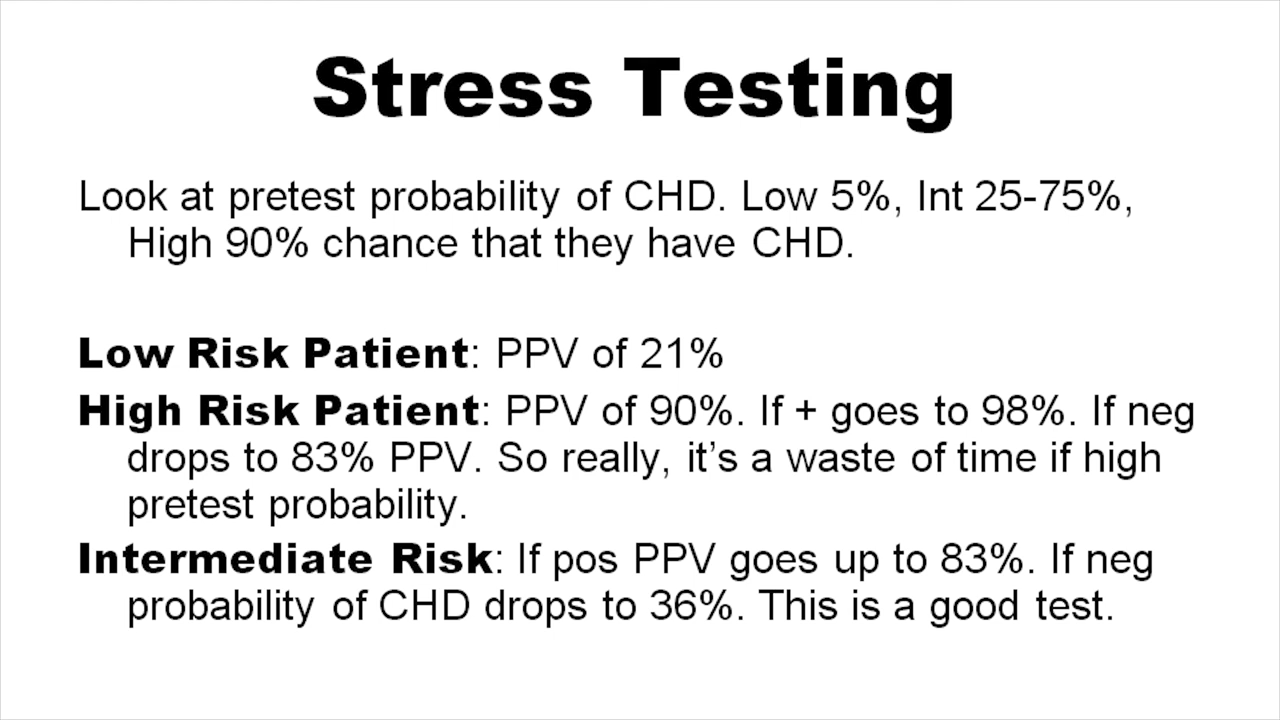 Stress Testing
Look at pretest probability of CHD. Low 5%, Int 25-75%,
High 90% chance that they have CHD.
Low Risk Patient: PPV of 21%
High Risk Patient: PPV of 90%. If + goes to 98%. If neg
drops to 83% PPV. So really, it’s a waste of time if high
pretest probability.
Intermediate Risk: If pos PPV goes up to 83%. If neg
probability of CHD drops to 36%. This is a good test.